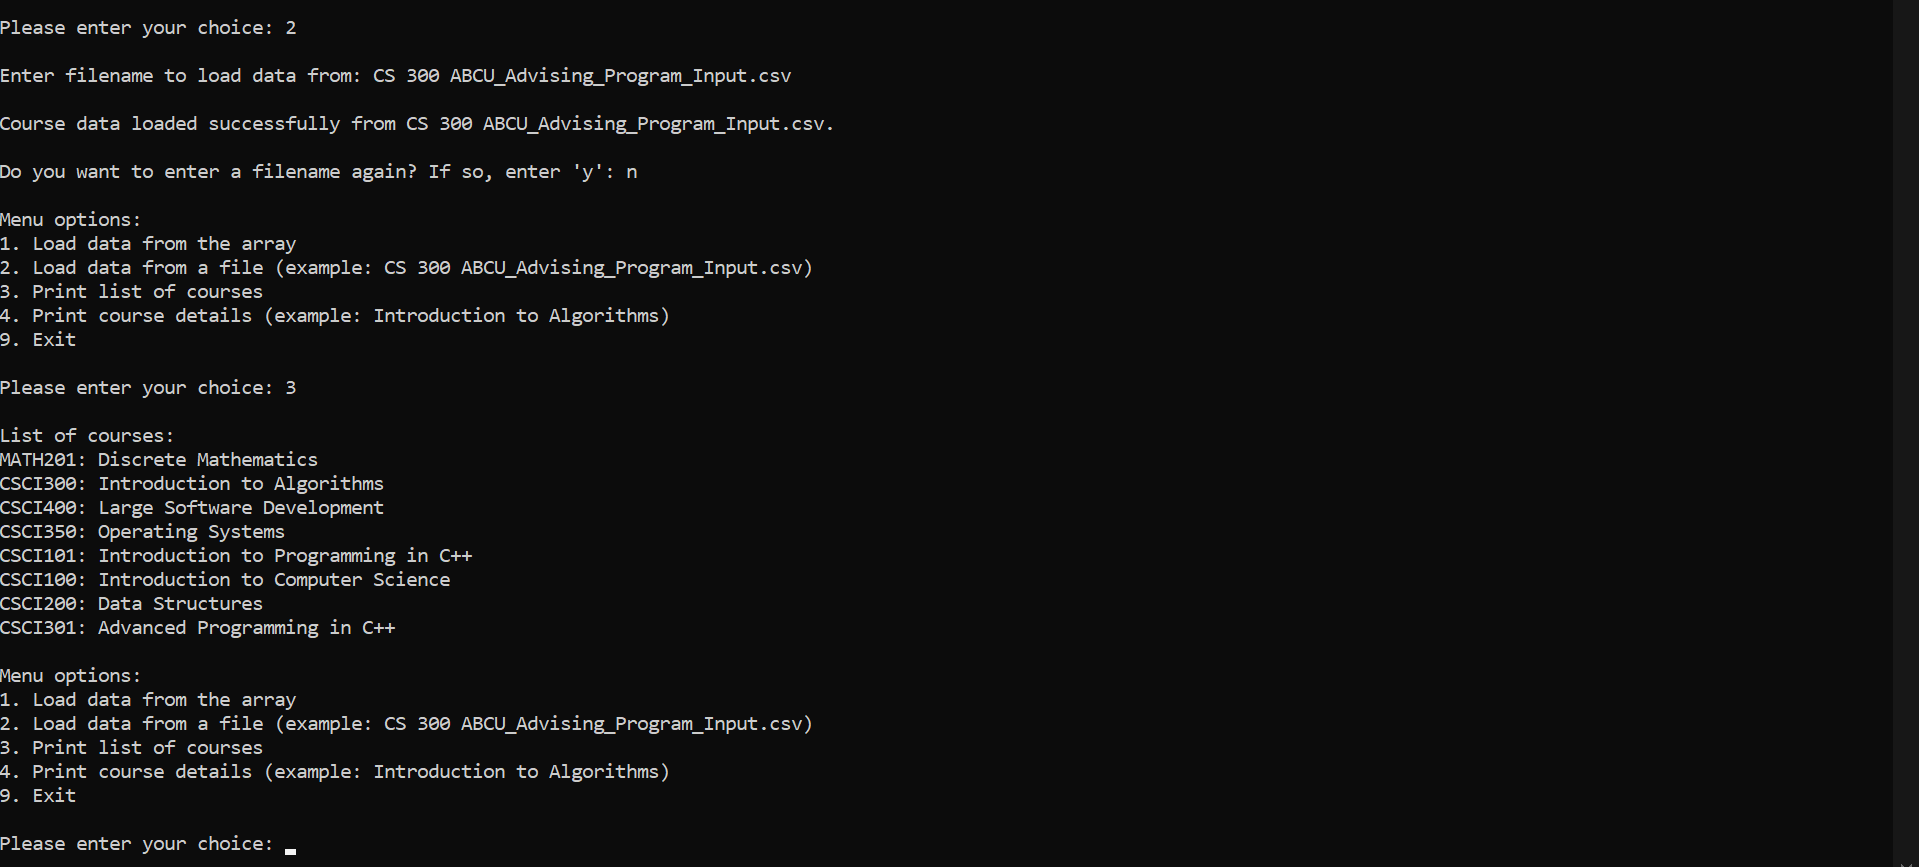 Please enter your choice: 2
Enter filename to load data from: CS 300 ABCU_Advising_Program_Input.csv
Course data loaded successfully from CS 300 ABCU_Advising_Program_Input.csv.
Do you want to enter a filename again? If so, enter 'y': n
Menu options:
1. Load data from the array
2. Load data from a file (example: CS 300 ABCU_Advising_Program_Input.csv)
3. Print list of courses
4. Print course details (example: Introduction to Algorithms)
9. Exit
Please enter your choice: 3
List of courses:
MATH201: Discrete Mathematics
CSCI300: Introduction to Algorithms
CSCI400: Large Software Development
CSCI350: Operating Systems
CSCI101: Introduction to Programming in C++
CSCI100: Introduction to Computer Science
CSCI200: Data Structures
CSCI301: Advanced Programming in C++
Menu options:
1. Load data from the array
2. Load data from a file (example: CS 300 ABCU_Advising_Program_Input.csv)
3. Print list of courses
4. Print course details (example: Introduction to Algorithms)
9. Exit
Please enter your choice: